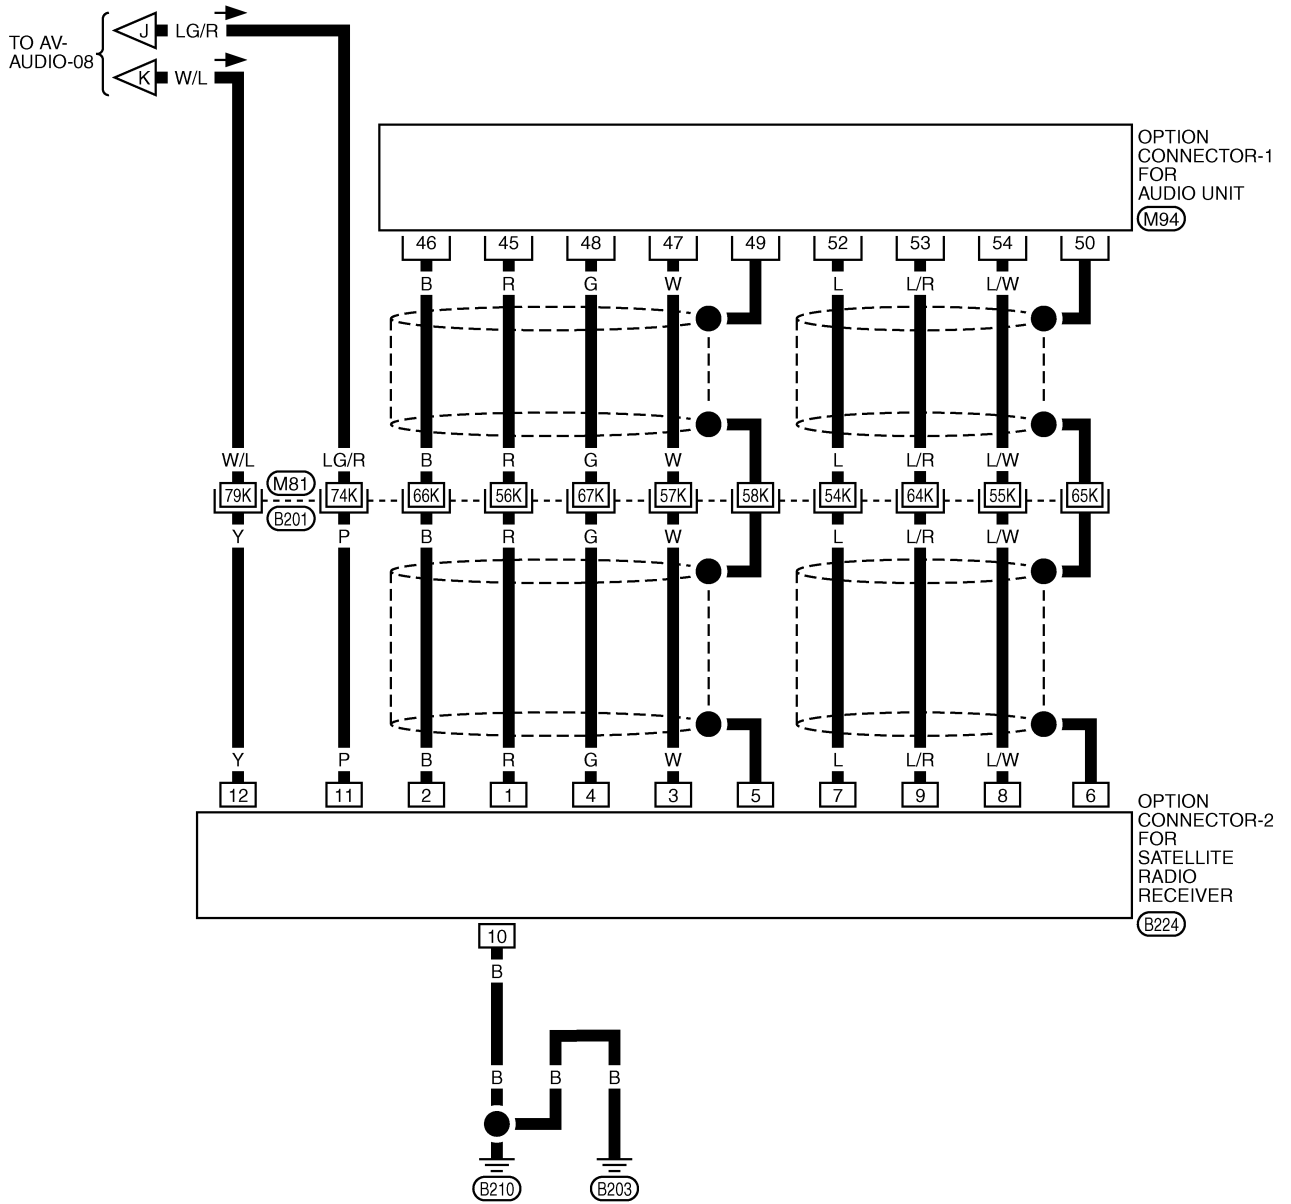 TO AV-
AUDIO-08
J LG/R
K W/L
OPTION
CONNECTOR-1
FOR
AUDIO UNIT
M94
46 45 48 47 49 52 53 54 50
B R G W L L/R L/W
W/L LG/R B R G W L L/R L/W
M81
79K 74K 66K 56K 67K 57K 58K 54K 64K 55K 65K
B201
Y P B R G W L L/R L/W
Y P B R G W L L/R L/W
12 11 2 1 4 3 5 7 9 8 6
OPTION
CONNECTOR-2
FOR
SATELLITE
RADIO
RECEIVER
B224
10
B
B B B
B210 B203